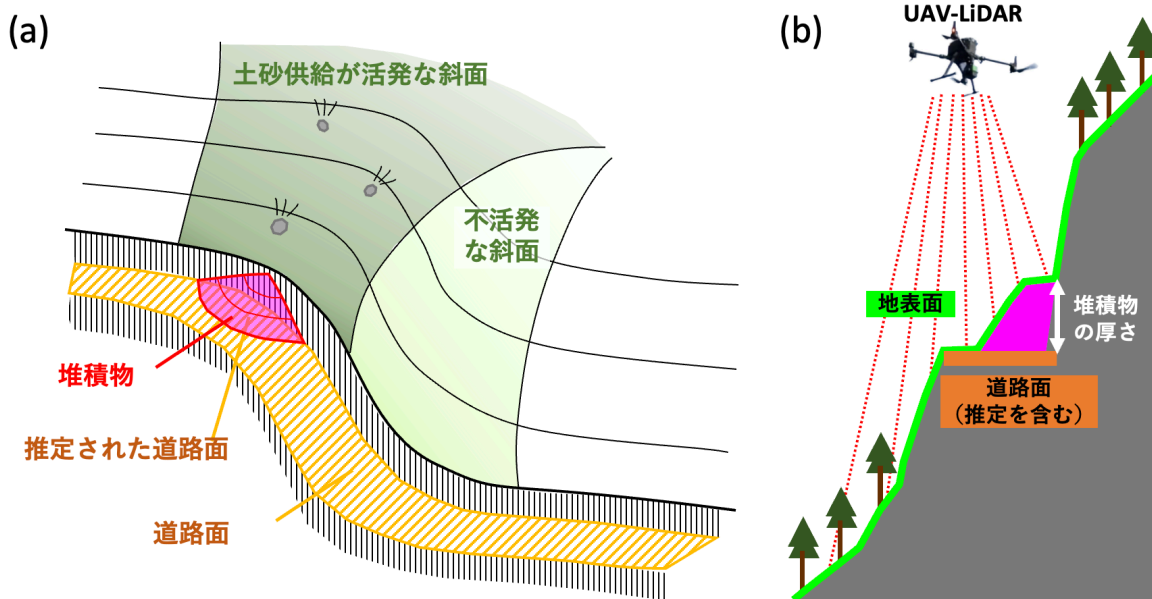 (a)
土砂供給が活発な斜面
不活発
な斜面
堆積物
推定された道路面
道路面
(b)
UAV-LiDAR
地表面
堆積物
の厚さ
道路面
（推定を含む）